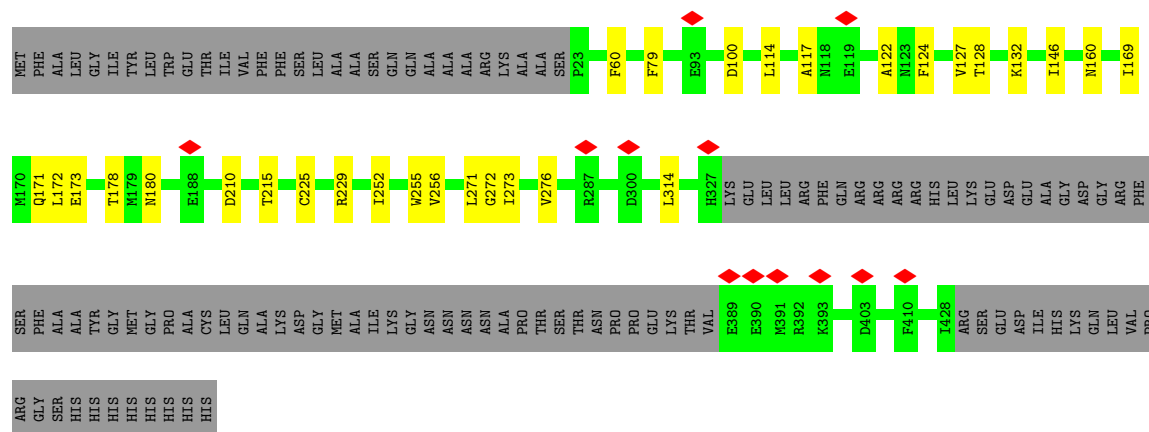 MET PHE ALA LEU GLY ILE TYR LEU TRP GLU THR ILE VAL PHE PHE SER LEU ALA ALA SER GLN GLN ALA ALA ALA ARG LYS ALA ALA SER P23 F60 F79 E93 D100 L114 A117 N118 E119 A122 N123 F124 V127 T128 K132 I146 N160 I169
M170 Q171 L172 E173 T178 M179 N180 E188 D210 T215 C225 R229 I252 W255 V256 L271 G272 I273 V276 R287 D300 L314 H327 LYS GLU LEU LEU ARG PHE GLN ARG ARG ARG ARG HIS LEU LYS GLU ASP GLU ALA GLY ASP GLY ARG PHE
SER PHE ALA ALA TYR GLY MET GLY PRO ALA CYS LEU GLN ALA LYS ASP GLY MET ALA ILE LYS GLY ASN ASN ASN ASN ALA PRO THR SER THR ASN PRO PRO GLU LYS THR VAL E389 E390 M391 R392 K393 D403 F410 I428 ARG SER GLU ASP ILE HIS LYS GLN LEU VAL PRO
ARG GLY SER HIS HIS HIS HIS HIS HIS HIS HIS